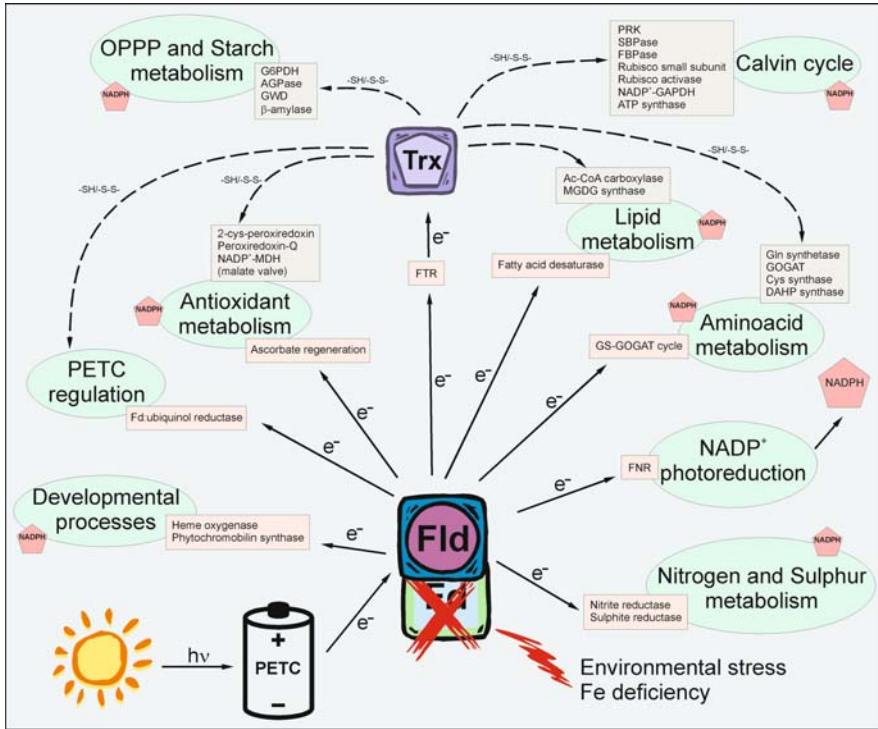 OPPP and Starch
metabolism
NADPH
G6PDH
AGPase
GWD
β-amylase
-SH/-S-S-
-SH/-S-S-
PRK
SBPase
FBPase
Rubisco small subunit
Rubisco activase
NADP⁺-GAPDH
ATP synthase
Calvin cycle
NADPH
Trx
-SH/-S-S-
-SH/-S-S-
-SH/-S-S-
Ac-CoA carboxylase
MGDG synthase
Lipid
metabolism
NADPH
Fatty acid desaturase
2-cys-peroxiredoxin
Peroxiredoxin-Q
NADP⁺-MDH
(malate valve)
NADPH
Antioxidant
metabolism
Ascorbate regeneration
e⁻
FTR
Gln synthetase
GOGAT
Cys synthase
DAHP synthase
NADPH
Aminoacid
metabolism
GS-GOGAT cycle
PETC
regulation
Fd:ubiquinol reductase
e⁻
e⁻
e⁻
e⁻
e⁻
NADPH
NADP⁺
photoreduction
FNR
e⁻
Developmental
processes
NADPH
Heme oxygenase
Phytochromobilin synthase
e⁻
Fld
Fd
e⁻
NADPH
Nitrogen and Sulphur
metabolism
Nitrite reductase
Sulphite reductase
hν
+
PETC
−
e⁻
Environmental stress
Fe deficiency